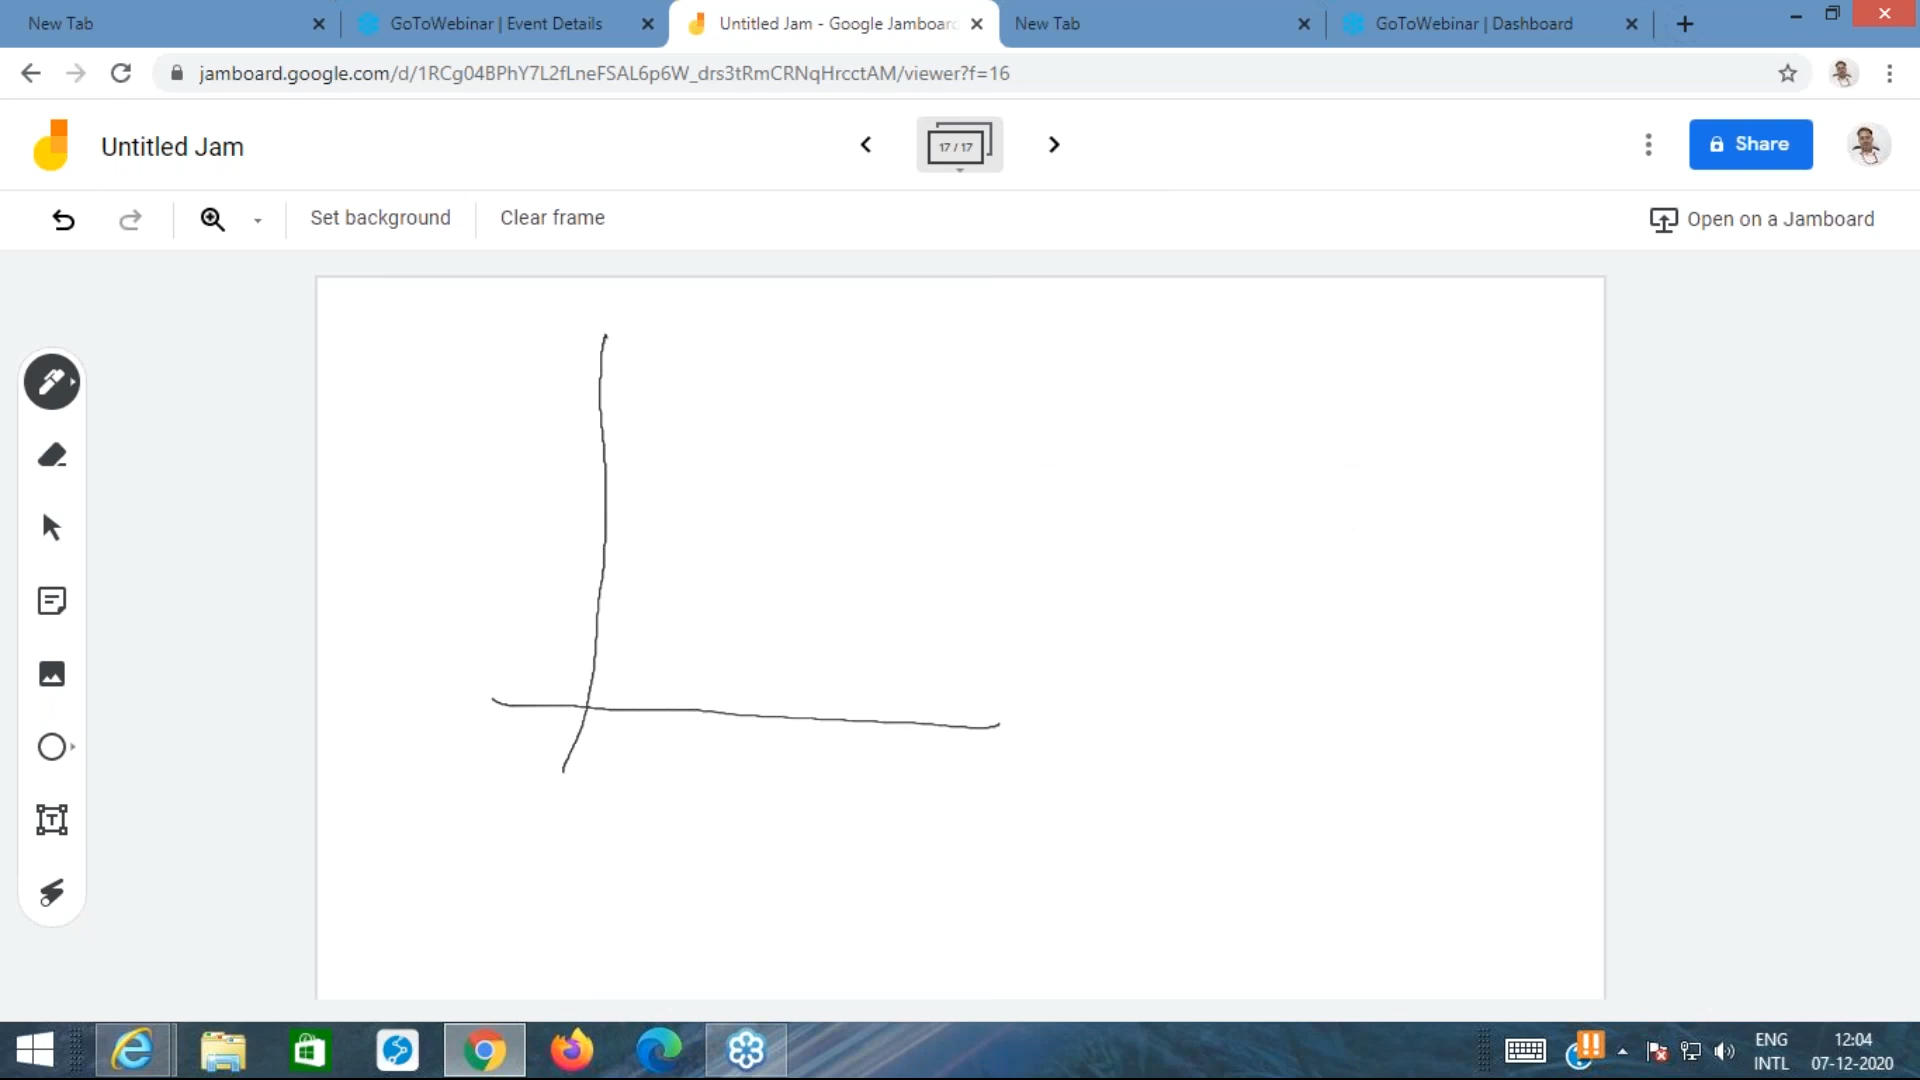 New Tab
GoToWebinar | Event Details
Untitled Jam - Google Jamboard
New Tab
GoToWebinar | Dashboard
jamboard.google.com/d/1RCg04BPhY7L2fLneFSAL6p6W_drs3tRmCRNqHrcctAM/viewer?f=16
Untitled Jam
17 / 17
Share
Set background
Clear frame
Open on a Jamboard
ENG
INTL
12:04
07-12-2020